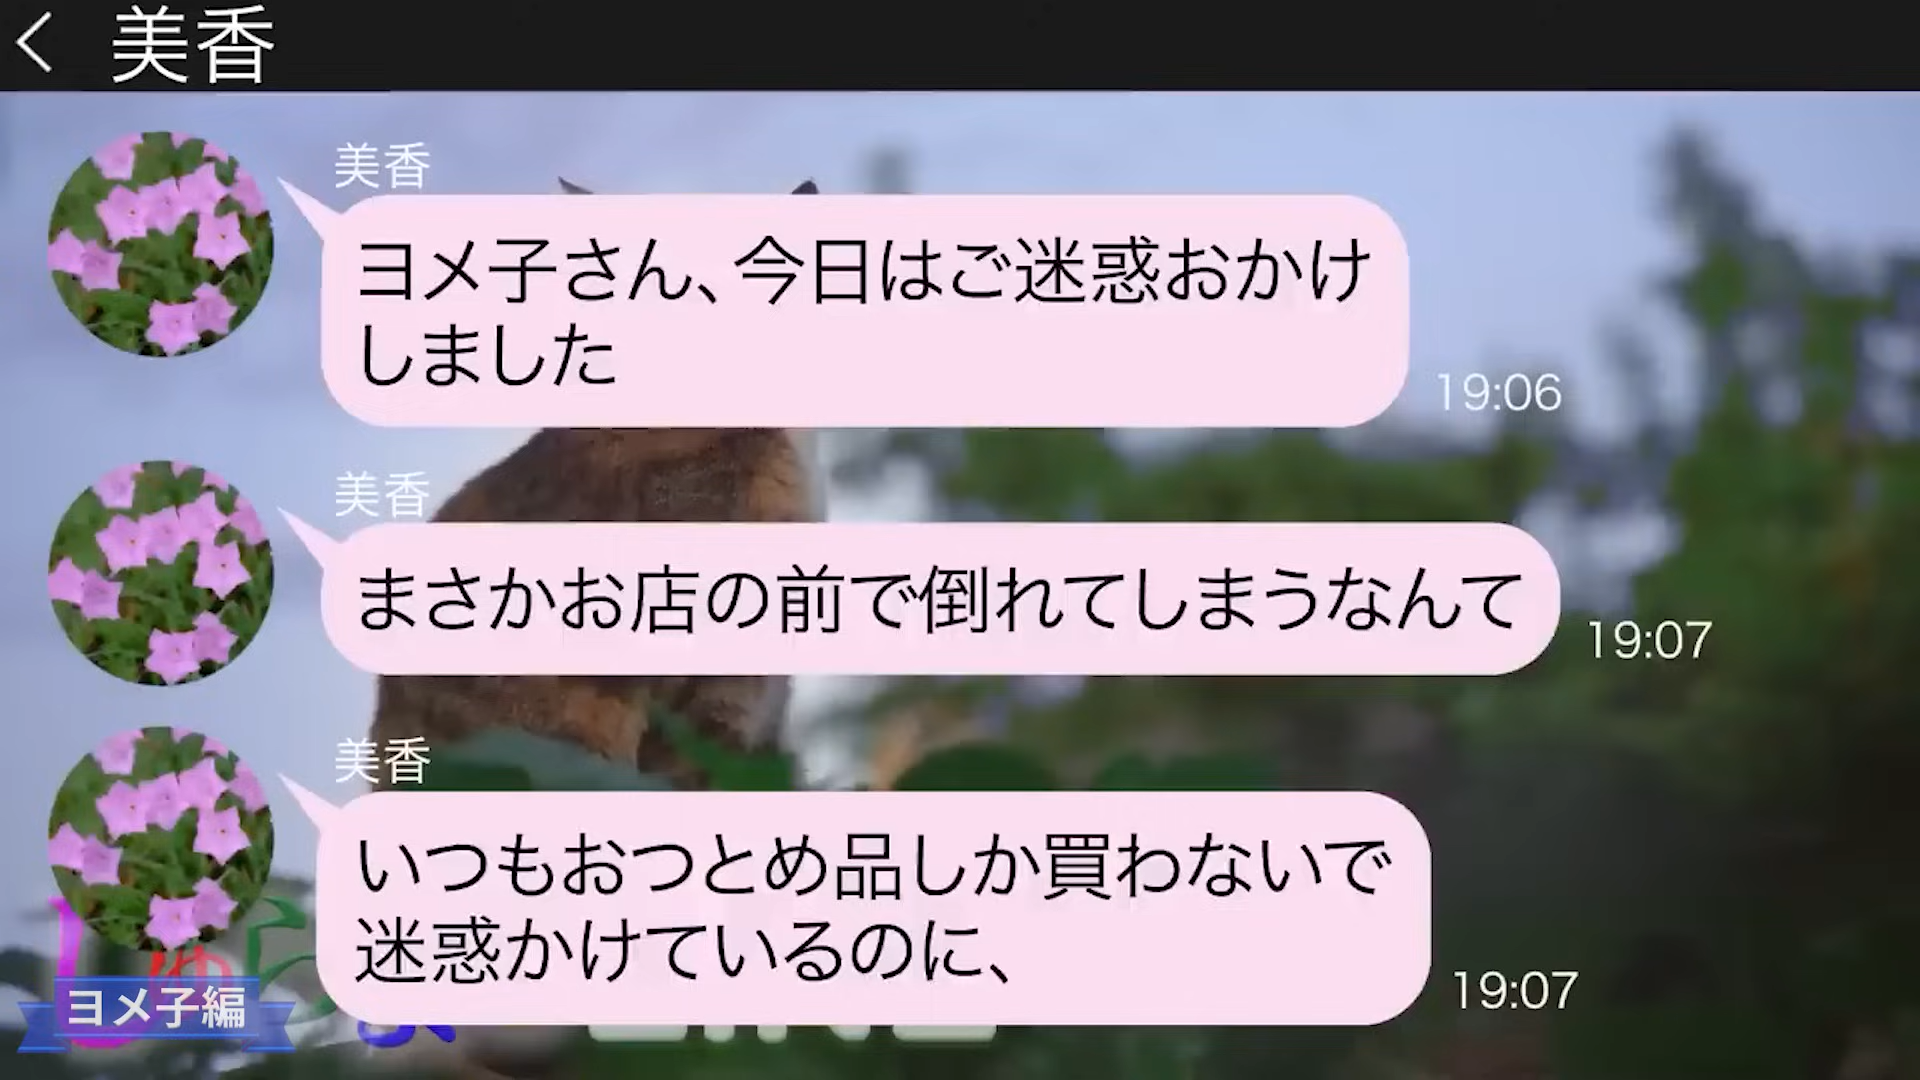 美香
美香
ヨメ子さん、今日はご迷惑おかけ
しました
19:06
美香
まさかお店の前で倒れてしまうなんて
19:07
美香
いつもおつとめ品しか買わないで
迷惑かけているのに、
19:07
ヨメ子編